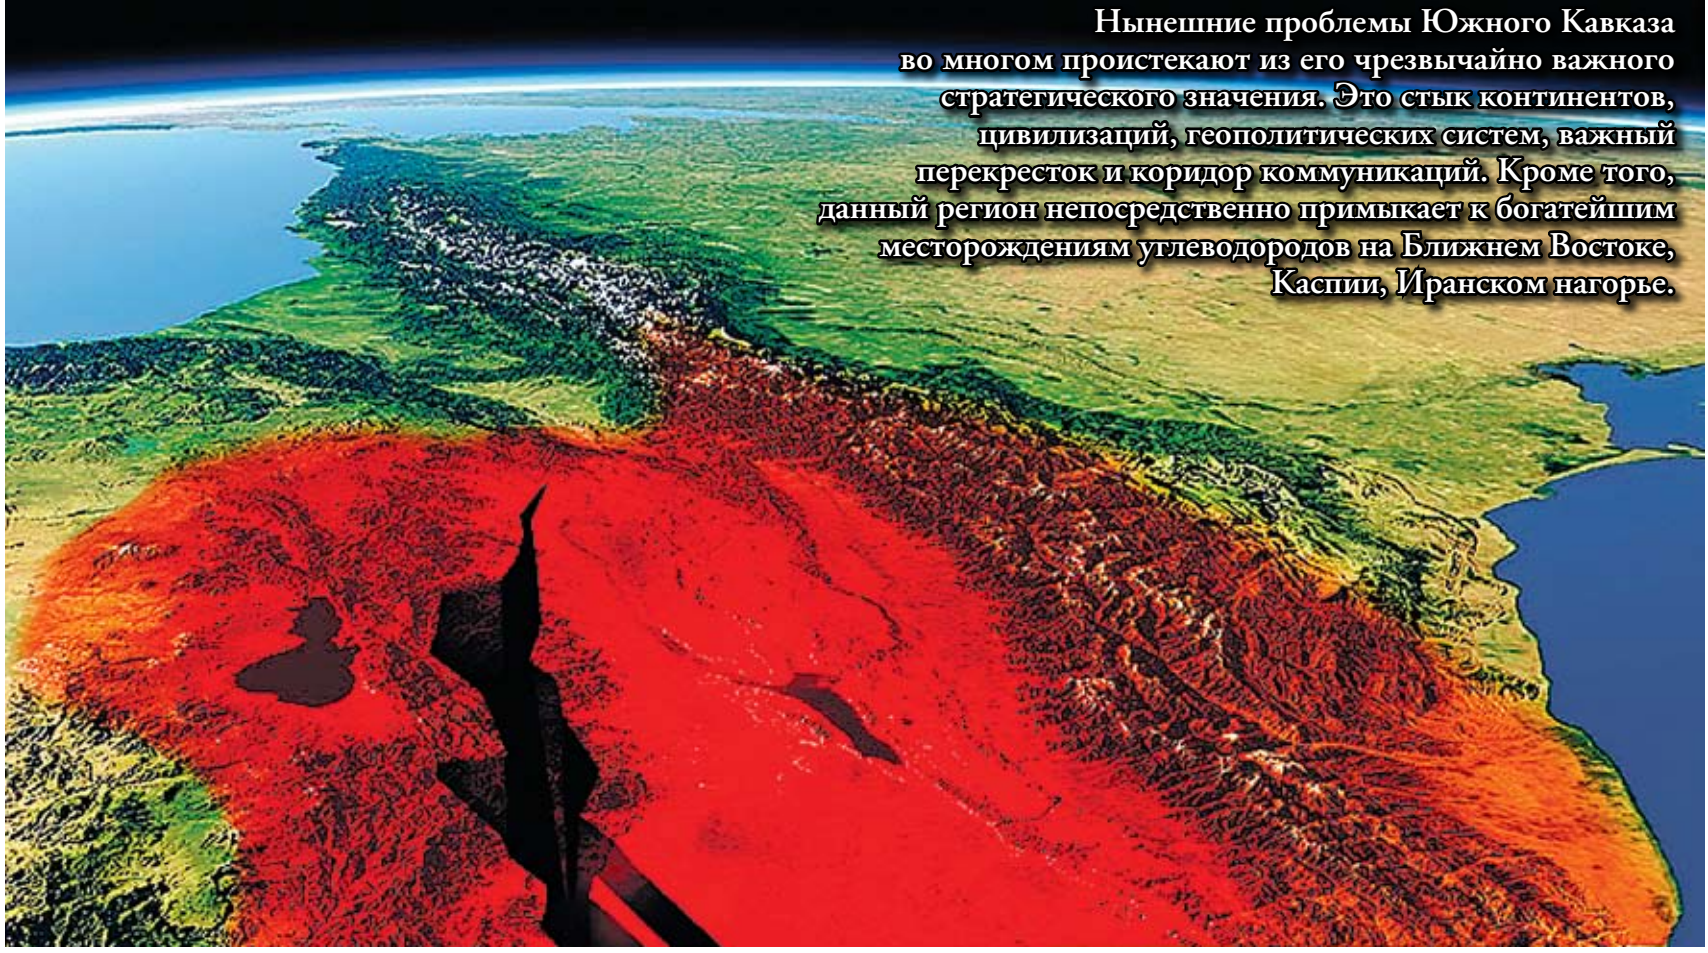 Нынешние проблемы Южного Кавказа
во многом проистекают из его чрезвычайно важного
стратегического значения. Это стык континентов,
цивилизаций, геополитических систем, важный
перекресток и коридор коммуникаций. Кроме того,
данный регион непосредственно примыкает к богатейшим
месторождениям углеводородов на Ближнем Востоке,
Каспии, Иранском нагорье.